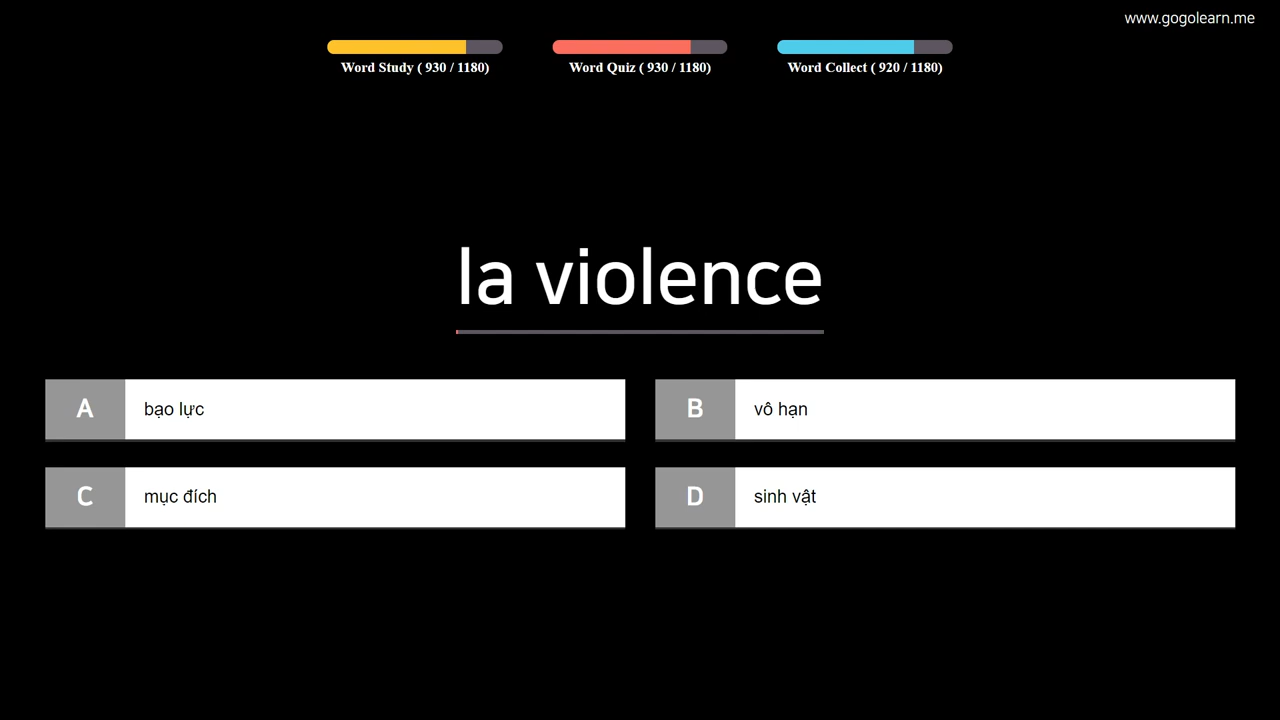 www.gogolearn.me
Word Study ( 930 / 1180)
Word Quiz ( 930 / 1180)
Word Collect ( 920 / 1180)
la violence
A bạo lực
B vô hạn
C mục đích
D sinh vật